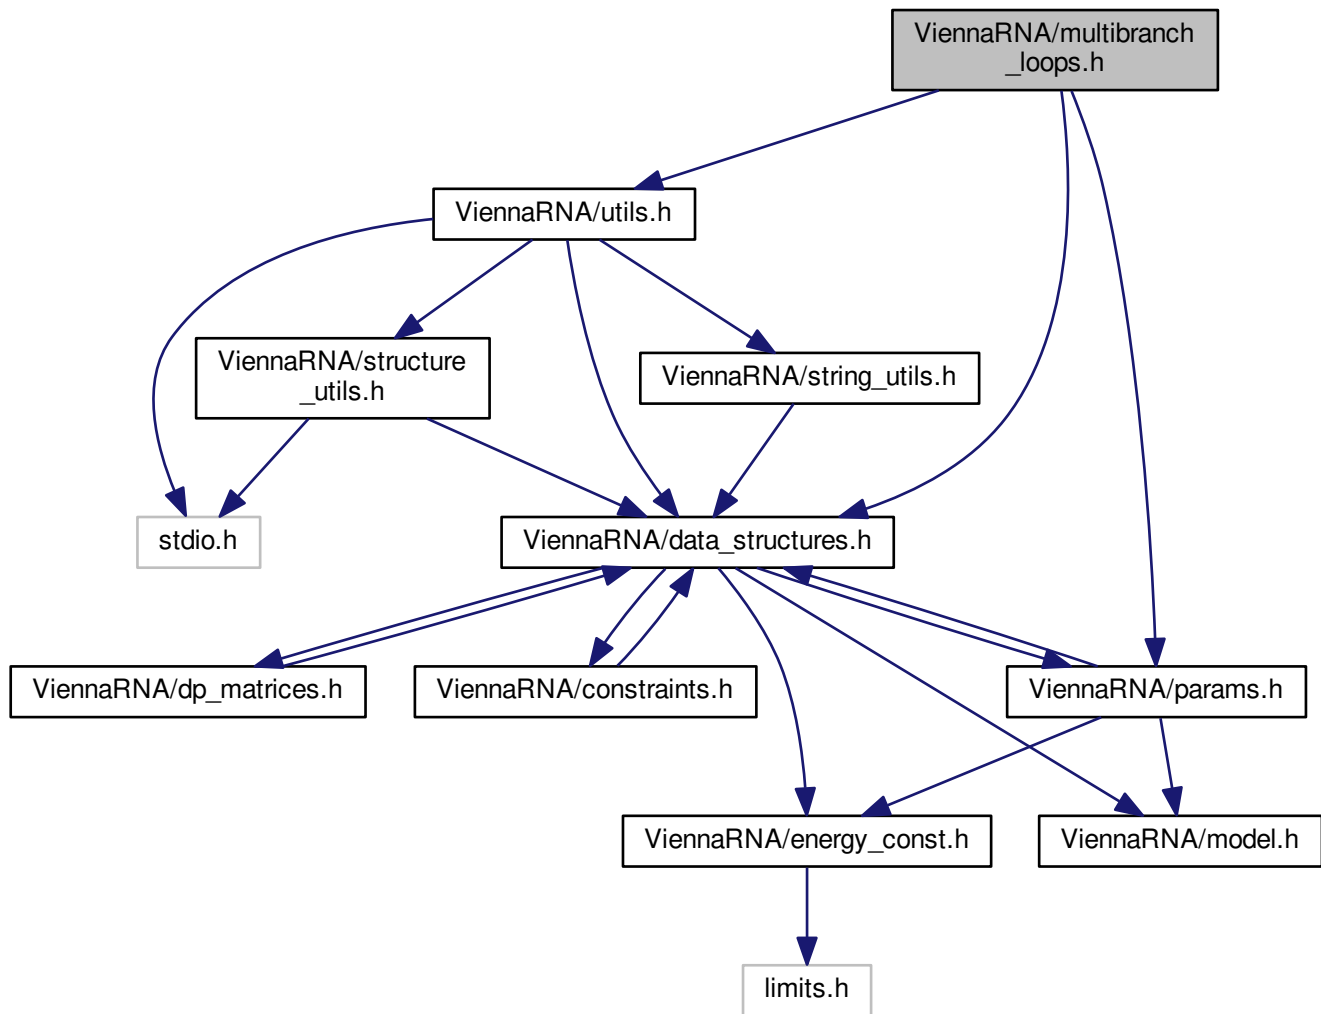 ViennaRNA/multibranch
_loops.h
ViennaRNA/utils.h
ViennaRNA/structure
_utils.h
ViennaRNA/string_utils.h
stdio.h
ViennaRNA/data_structures.h
ViennaRNA/dp_matrices.h
ViennaRNA/constraints.h
ViennaRNA/params.h
ViennaRNA/energy_const.h
ViennaRNA/model.h
limits.h